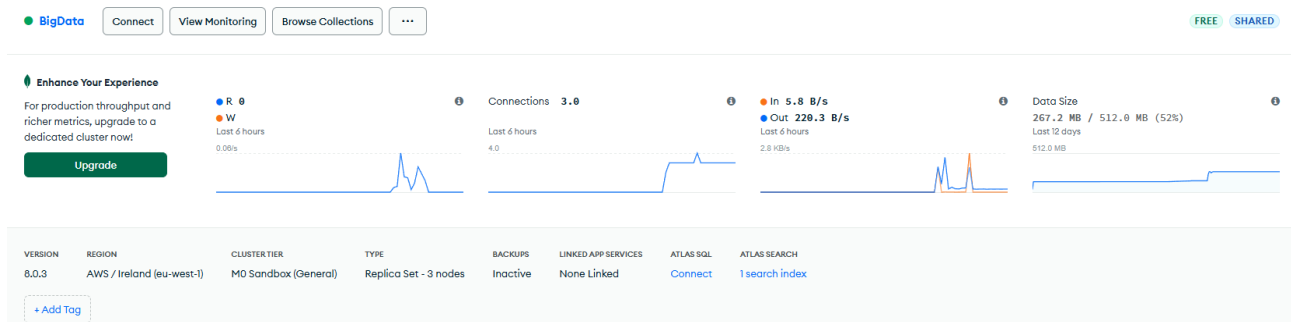 BigData Connect View Monitoring Browse Collections ... FREE SHARED
Enhance Your Experience
For production throughput and
richer metrics, upgrade to a
dedicated cluster now!
Upgrade
R 0
W
Last 6 hours
0.06/s
Connections 3.0
Last 6 hours
4.0
In 5.8 B/s
Out 220.3 B/s
Last 6 hours
2.8 KB/s
Data Size
267.2 MB / 512.0 MB (52%)
Last 12 days
512.0 MB
VERSION REGION CLUSTER TIER TYPE BACKUPS LINKED APP SERVICES ATLAS SQL ATLAS SEARCH
8.0.3 AWS / Ireland (eu-west-1) M0 Sandbox (General) Replica Set - 3 nodes Inactive None Linked Connect 1 search index
+ Add Tag